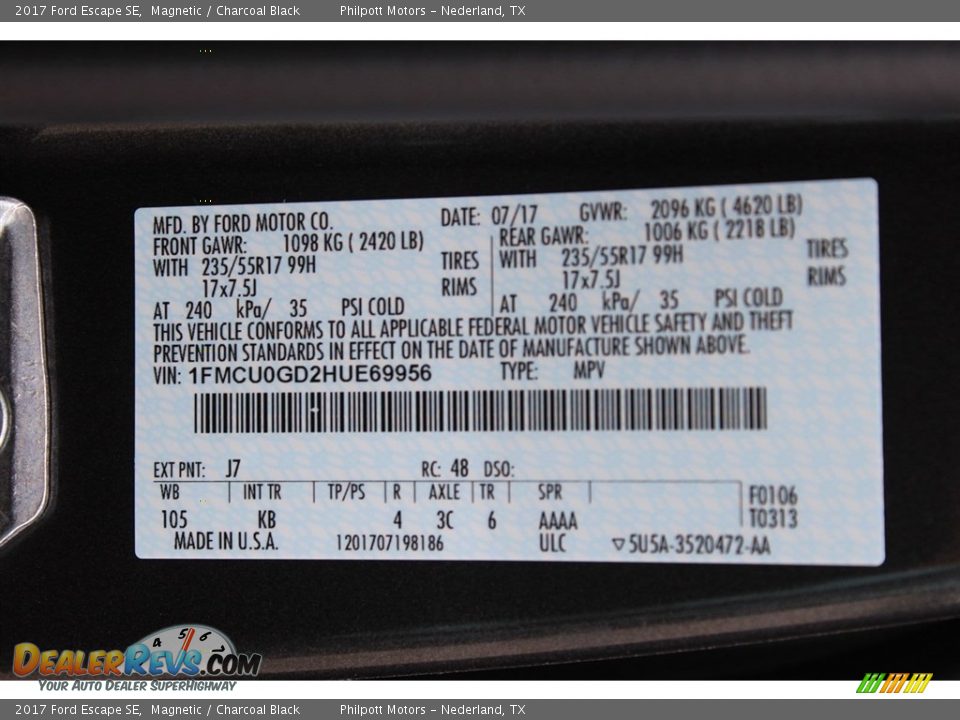 2017 Ford Escape SE, Magnetic / Charcoal Black Philpott Motors - Nederland, TX
MFD. BY FORD MOTOR CO. DATE: 07/17 GVWR: 2096 KG ( 4620 LB)
FRONT GAWR: 1098 KG ( 2420 LB) REAR GAWR: 1006 KG ( 2218 LB)
WITH 235/55R17 99H TIRES WITH 235/55R17 99H TIRES
17x7.5J RIMS 17x7.5J RIMS
AT 240 kPa/ 35 PSI COLD AT 240 kPa/ 35 PSI COLD
THIS VEHICLE CONFORMS TO ALL APPLICABLE FEDERAL MOTOR VEHICLE SAFETY AND THEFT
PREVENTION STANDARDS IN EFFECT ON THE DATE OF MANUFACTURE SHOWN ABOVE.
VIN: 1FMCU0GD2HUE69956 TYPE: MPV
EXT PNT: J7 RC: 48 DSO:
WB INT TR TP/PS R AXLE TR SPR F0106
105 KB 4 3C 6 AAAA T0313
MADE IN U.S.A. 1201707198186 ULC ▽5U5A-3520472-AA
4 5 6
DEALERREVS.COM
YOUR AUTO DEALER SUPERHIGHWAY
2017 Ford Escape SE, Magnetic / Charcoal Black Philpott Motors - Nederland, TX